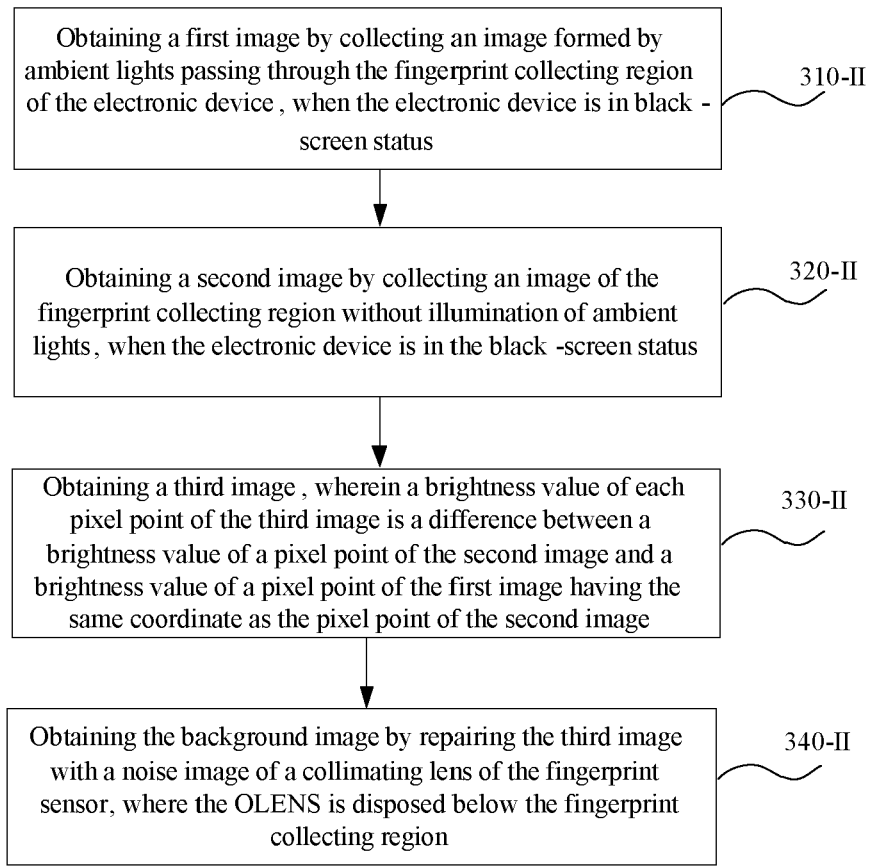 Obtaining a first image by collecting an image formed by
ambient lights passing through the fingerprint collecting region
of the electronic device , when the electronic device is in black -
screen status
310-II
Obtaining a second image by collecting an image of the
fingerprint collecting region without illumination of ambient
lights , when the electronic device is in the black -screen status
320-II
Obtaining a third image , wherein a brightness value of each
pixel point of the third image is a difference between a
brightness value of a pixel point of the second image and a
brightness value of a pixel point of the first image having the
same coordinate as the pixel point of the second image
330-II
Obtaining the background image by repairing the third image
with a noise image of a collimating lens of the fingerprint
sensor, where the OLENS is disposed below the fingerprint
collecting region
340-II